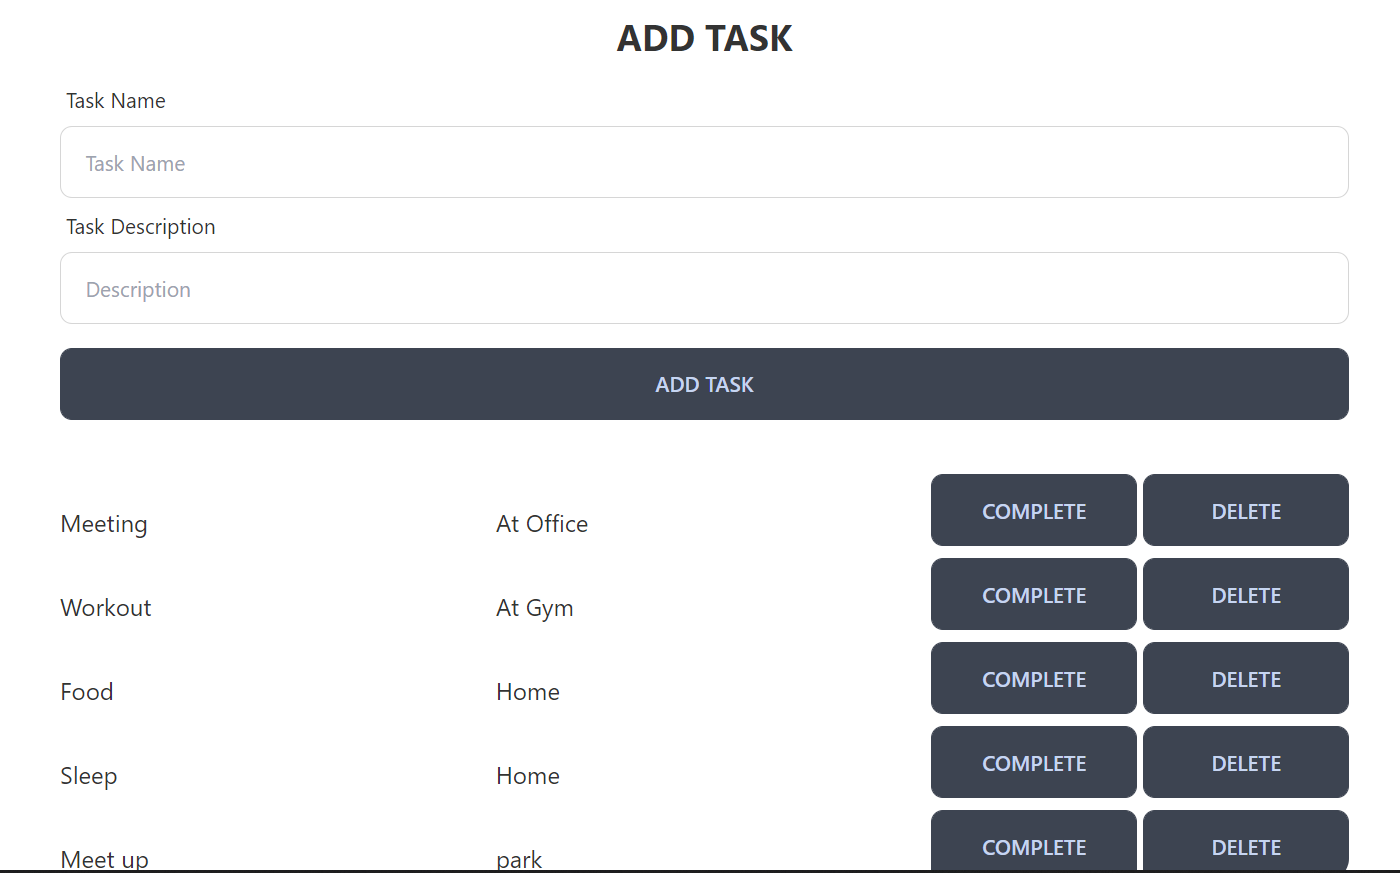 ADD TASK
Task Name
Task Name
Task Description
Description
ADD TASK
Meeting At Office COMPLETE DELETE
Workout At Gym COMPLETE DELETE
Food Home COMPLETE DELETE
Sleep Home COMPLETE DELETE
Meet up park COMPLETE DELETE